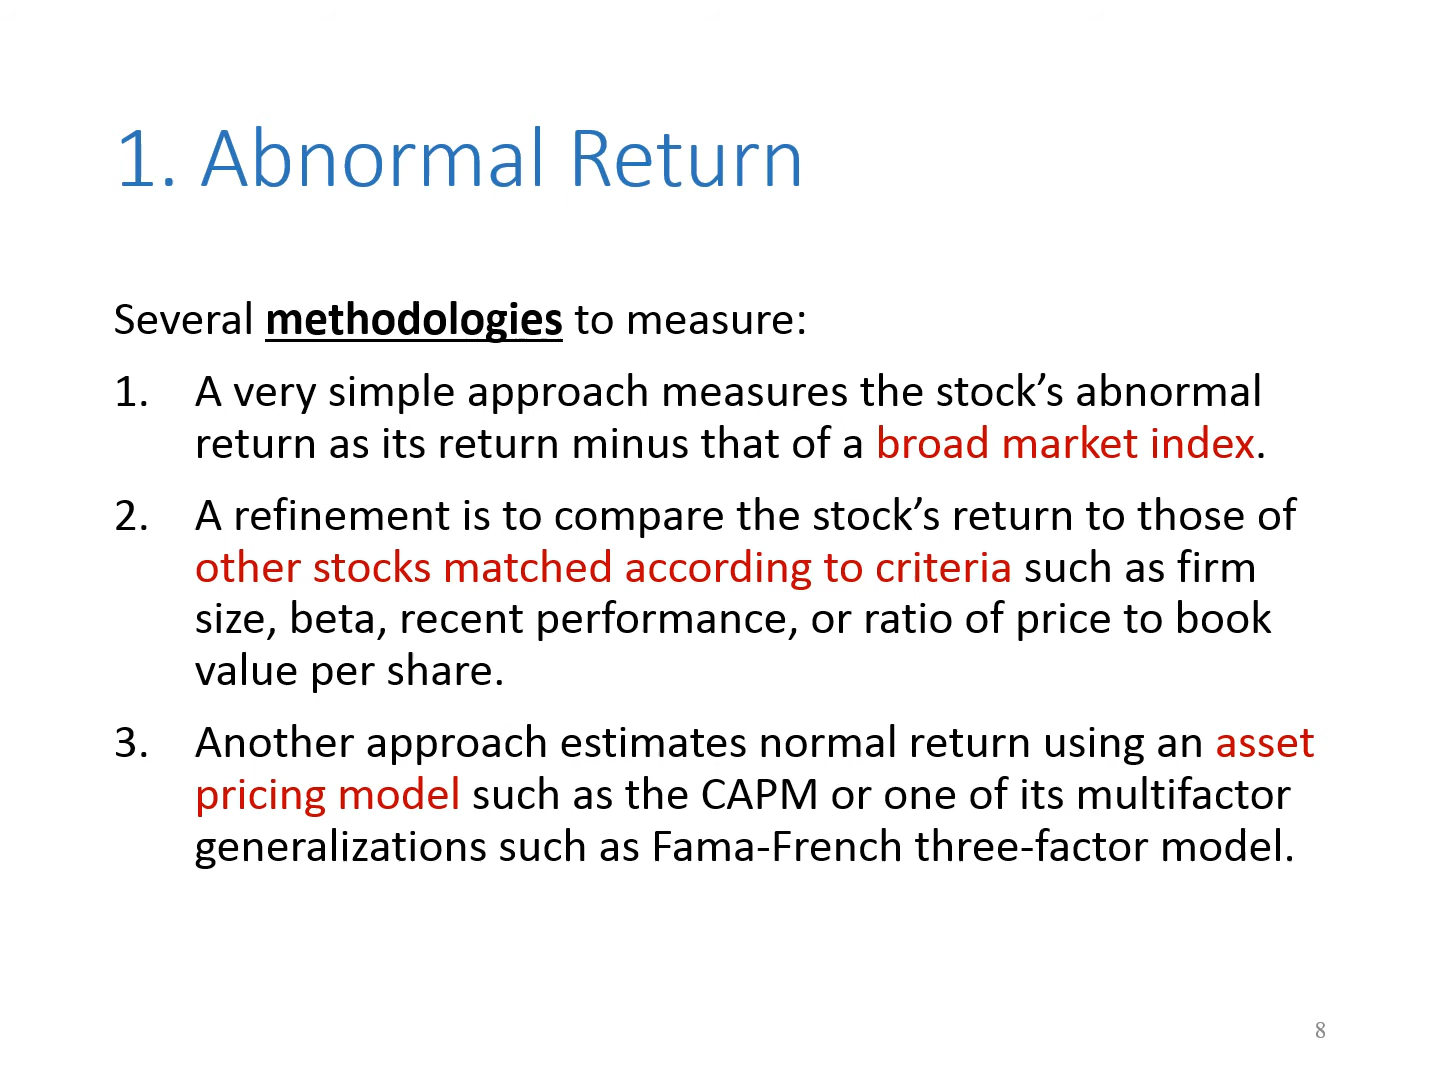 1. Abnormal Return
Several methodologies to measure:
1. A very simple approach measures the stock’s abnormal
return as its return minus that of a broad market index.
2. A refinement is to compare the stock’s return to those of
other stocks matched according to criteria such as firm
size, beta, recent performance, or ratio of price to book
value per share.
3. Another approach estimates normal return using an asset
pricing model such as the CAPM or one of its multifactor
generalizations such as Fama-French three-factor model.
8